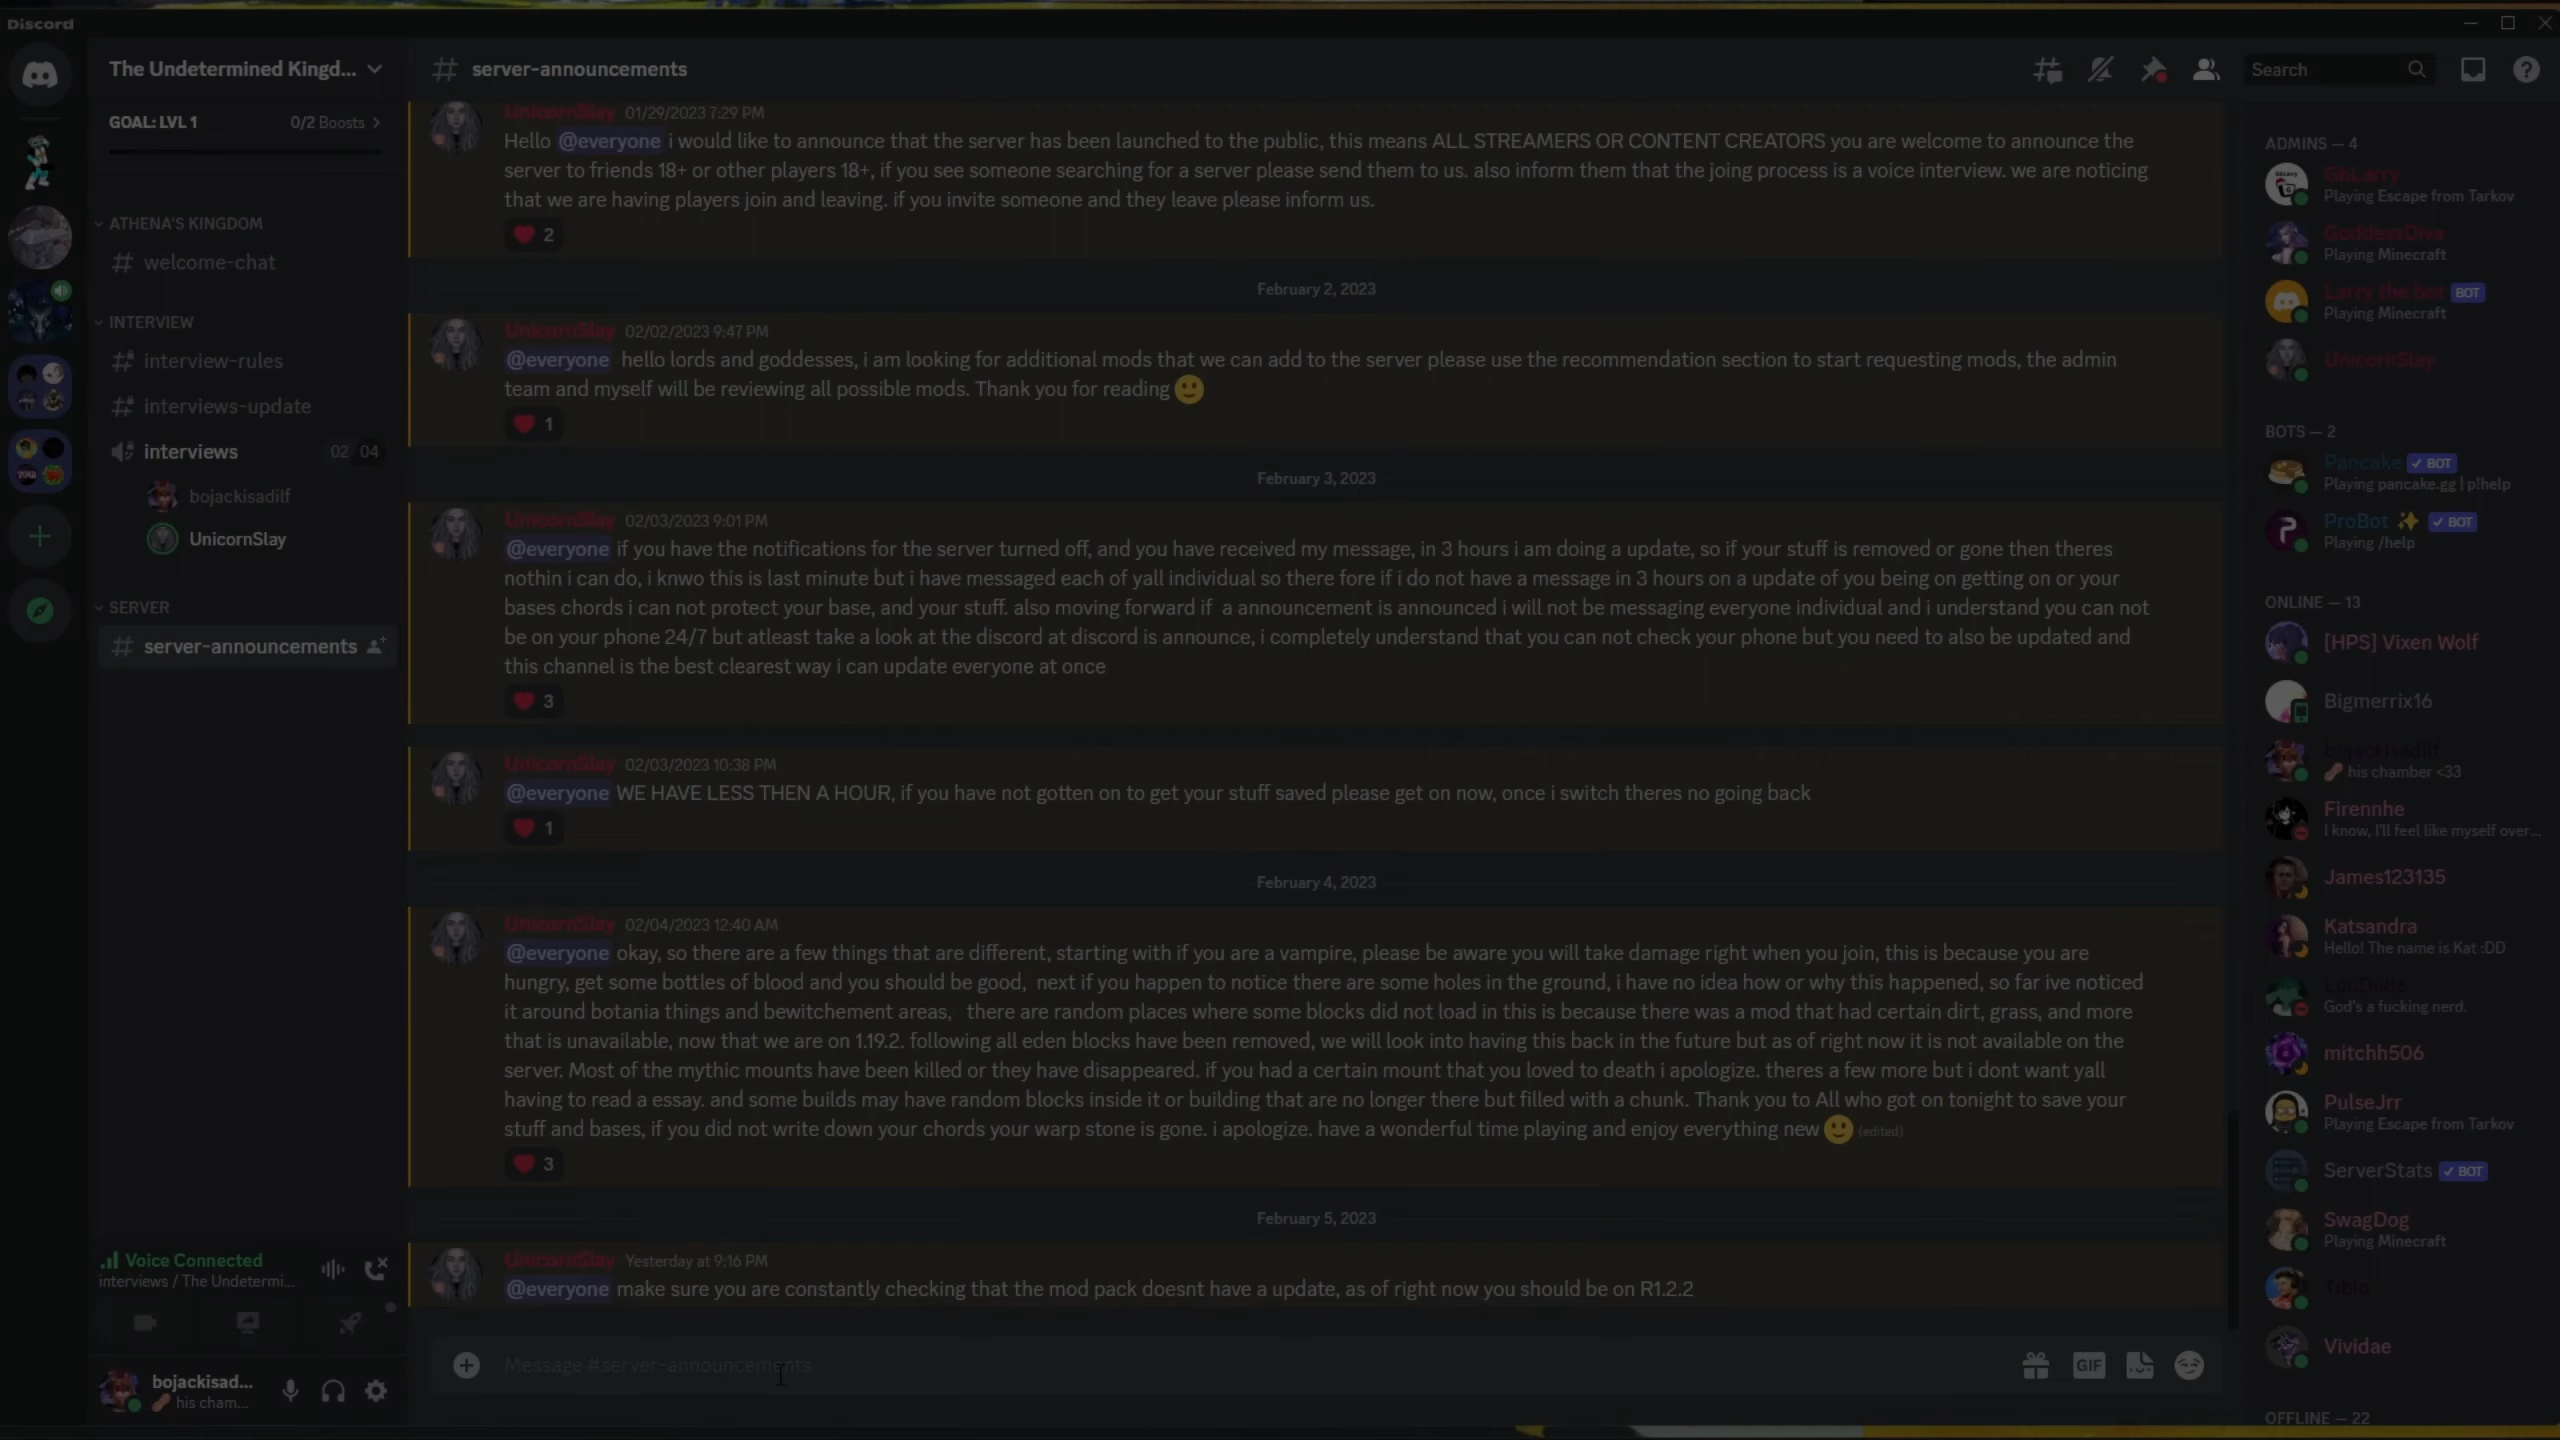 Discord
The Undetermined Kingd...
GOAL: LVL 1 0/2 Boosts
ATHENA'S KINGDOM
welcome-chat
INTERVIEW
interview-rules
interviews-update
interviews 02 04
bojackisadilf
UnicornSlay
SERVER
server-announcements
Voice Connected
interviews / The Undetermi...
bojackisad...
his cham...
server-announcements
Search
UnicornSlay 01/29/2023 7:29 PM
Hello @everyone i would like to announce that the server has been launched to the public, this means ALL STREAMERS OR CONTENT CREATORS you are welcome to announce the
server to friends 18+ or other players 18+, if you see someone searching for a server please send them to us. also inform them that the joing process is a voice interview. we are noticing
that we are having players join and leaving. if you invite someone and they leave please inform us.
2
February 2, 2023
UnicornSlay 02/02/2023 9:47 PM
@everyone hello lords and goddesses, i am looking for additional mods that we can add to the server please use the recommendation section to start requesting mods, the admin
team and myself will be reviewing all possible mods. Thank you for reading
1
February 3, 2023
UnicornSlay 02/03/2023 9:01 PM
@everyone if you have the notifications for the server turned off, and you have received my message, in 3 hours i am doing a update, so if your stuff is removed or gone then theres
nothin i can do, i knwo this is last minute but i have messaged each of yall individual so there fore if i do not have a message in 3 hours on a update of you being on getting on or your
bases chords i can not protect your base, and your stuff. also moving forward if a announcement is announced i will not be messaging everyone individual and i understand you can not
be on your phone 24/7 but atleast take a look at the discord at discord is announce, i completely understand that you can not check your phone but you need to also be updated and
this channel is the best clearest way i can update everyone at once
3
UnicornSlay 02/03/2023 10:38 PM
@everyone WE HAVE LESS THEN A HOUR, if you have not gotten on to get your stuff saved please get on now, once i switch theres no going back
1
February 4, 2023
UnicornSlay 02/04/2023 12:40 AM
@everyone okay, so there are a few things that are different, starting with if you are a vampire, please be aware you will take damage right when you join, this is because you are
hungry, get some bottles of blood and you should be good, next if you happen to notice there are some holes in the ground, i have no idea how or why this happened, so far ive noticed
it around botania things and bewitchement areas, there are random places where some blocks did not load in this is because there was a mod that had certain dirt, grass, and more
that is unavailable, now that we are on 1.19.2. following all eden blocks have been removed, we will look into having this back in the future but as of right now it is not available on the
server. Most of the mythic mounts have been killed or they have disappeared. if you had a certain mount that you loved to death i apologize. theres a few more but i dont want yall
having to read a essay. and some builds may have random blocks inside it or building that are no longer there but filled with a chunk. Thank you to All who got on tonight to save your
stuff and bases, if you did not write down your chords your warp stone is gone. i apologize. have a wonderful time playing and enjoy everything new (edited)
3
February 5, 2023
UnicornSlay Yesterday at 9:16 PM
@everyone make sure you are constantly checking that the mod pack doesnt have a update, as of right now you should be on R1.2.2
Message #server-announcements
GIF
ADMINS — 4
GbLarry
Playing Escape from Tarkov
GoddessDiva
Playing Minecraft
Larry the bot BOT
Playing Minecraft
UnicornSlay
BOTS — 2
Pancake BOT
Playing pancake.gg | p!help
ProBot BOT
Playing /help
ONLINE — 13
[HPS] Vixen Wolf
Bigmerrix16
bojackisadilf
his chamber <33
Firennhe
I know, I'll feel like myself over...
James123135
Katsandra
Hello! The name is Kat :DD
God's a fucking nerd.
mitchh506
PulseJrr
Playing Escape from Tarkov
ServerStats BOT
SwagDog
Playing Minecraft
Vividae
OFFLINE — 22